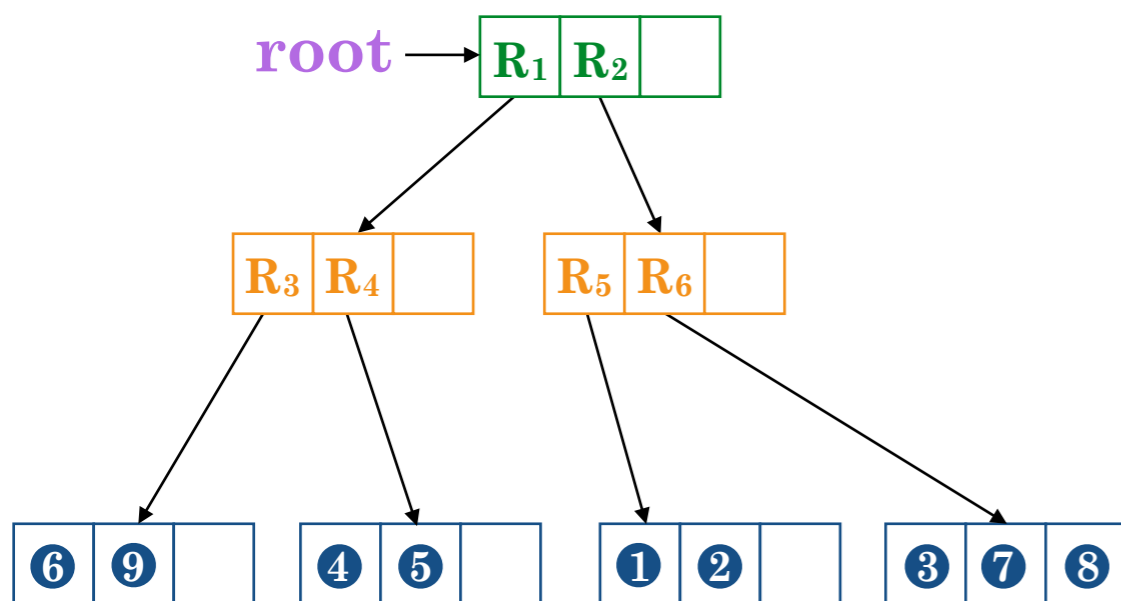 root R₁ R₂
R₃ R₄ R₅ R₆
❻ ❾ ❹ ❺ ❶ ❷ ❸ ❼ ❽